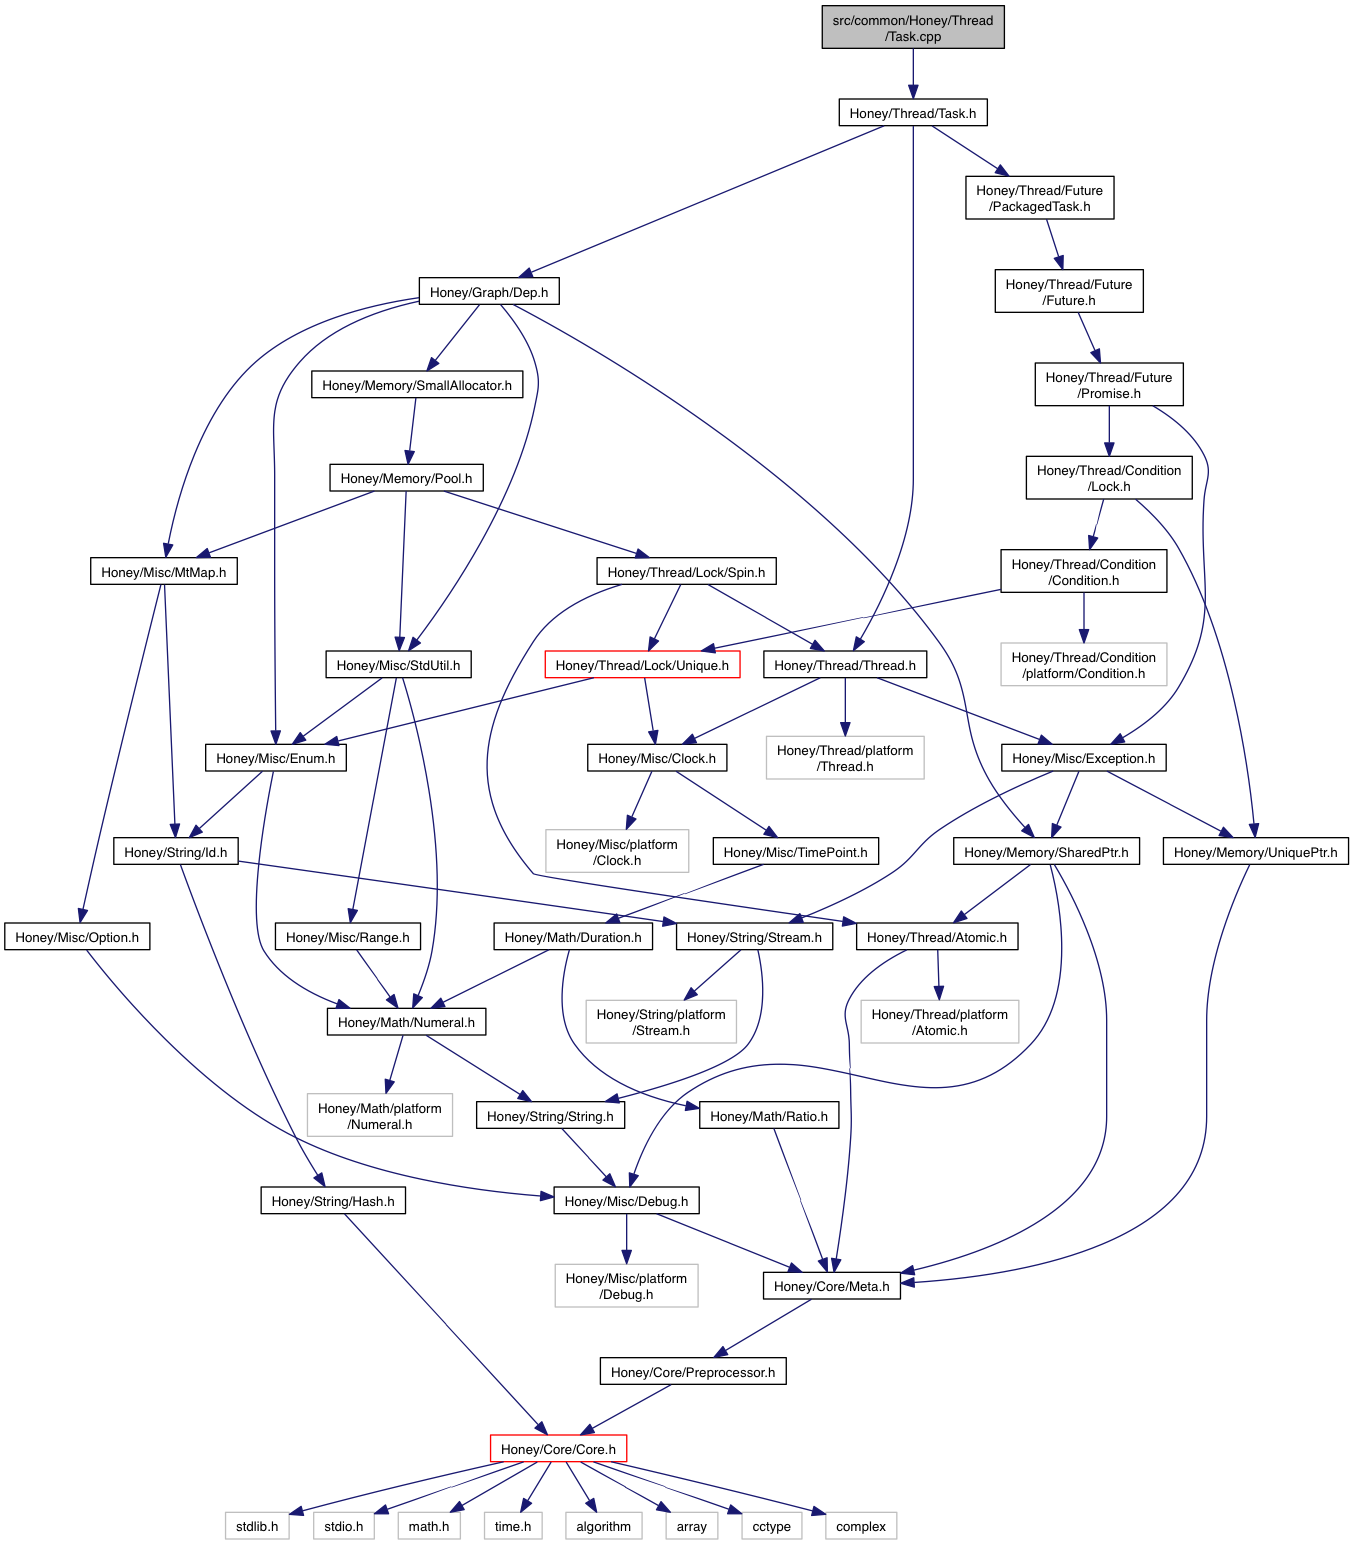 src/common/Honey/Thread
/Task.cpp
Honey/Thread/Task.h
Honey/Thread/Future
/PackagedTask.h
Honey/Graph/Dep.h
Honey/Thread/Future
/Future.h
Honey/Memory/SmallAllocator.h
Honey/Thread/Future
/Promise.h
Honey/Memory/Pool.h
Honey/Thread/Condition
/Lock.h
Honey/Misc/MtMap.h
Honey/Thread/Lock/Spin.h
Honey/Thread/Condition
/Condition.h
Honey/Misc/StdUtil.h
Honey/Thread/Lock/Unique.h
Honey/Thread/Thread.h
Honey/Thread/Condition
/platform/Condition.h
Honey/Misc/Enum.h
Honey/Misc/Clock.h
Honey/Thread/platform
/Thread.h
Honey/Misc/Exception.h
Honey/String/Id.h
Honey/Misc/platform
/Clock.h
Honey/Misc/TimePoint.h
Honey/Memory/SharedPtr.h
Honey/Memory/UniquePtr.h
Honey/Misc/Option.h
Honey/Misc/Range.h
Honey/Math/Duration.h
Honey/String/Stream.h
Honey/Thread/Atomic.h
Honey/Math/Numeral.h
Honey/String/platform
/Stream.h
Honey/Thread/platform
/Atomic.h
Honey/Math/platform
/Numeral.h
Honey/String/String.h
Honey/Math/Ratio.h
Honey/String/Hash.h
Honey/Misc/Debug.h
Honey/Misc/platform
/Debug.h
Honey/Core/Meta.h
Honey/Core/Preprocessor.h
Honey/Core/Core.h
stdlib.h
stdio.h
math.h
time.h
algorithm
array
cctype
complex